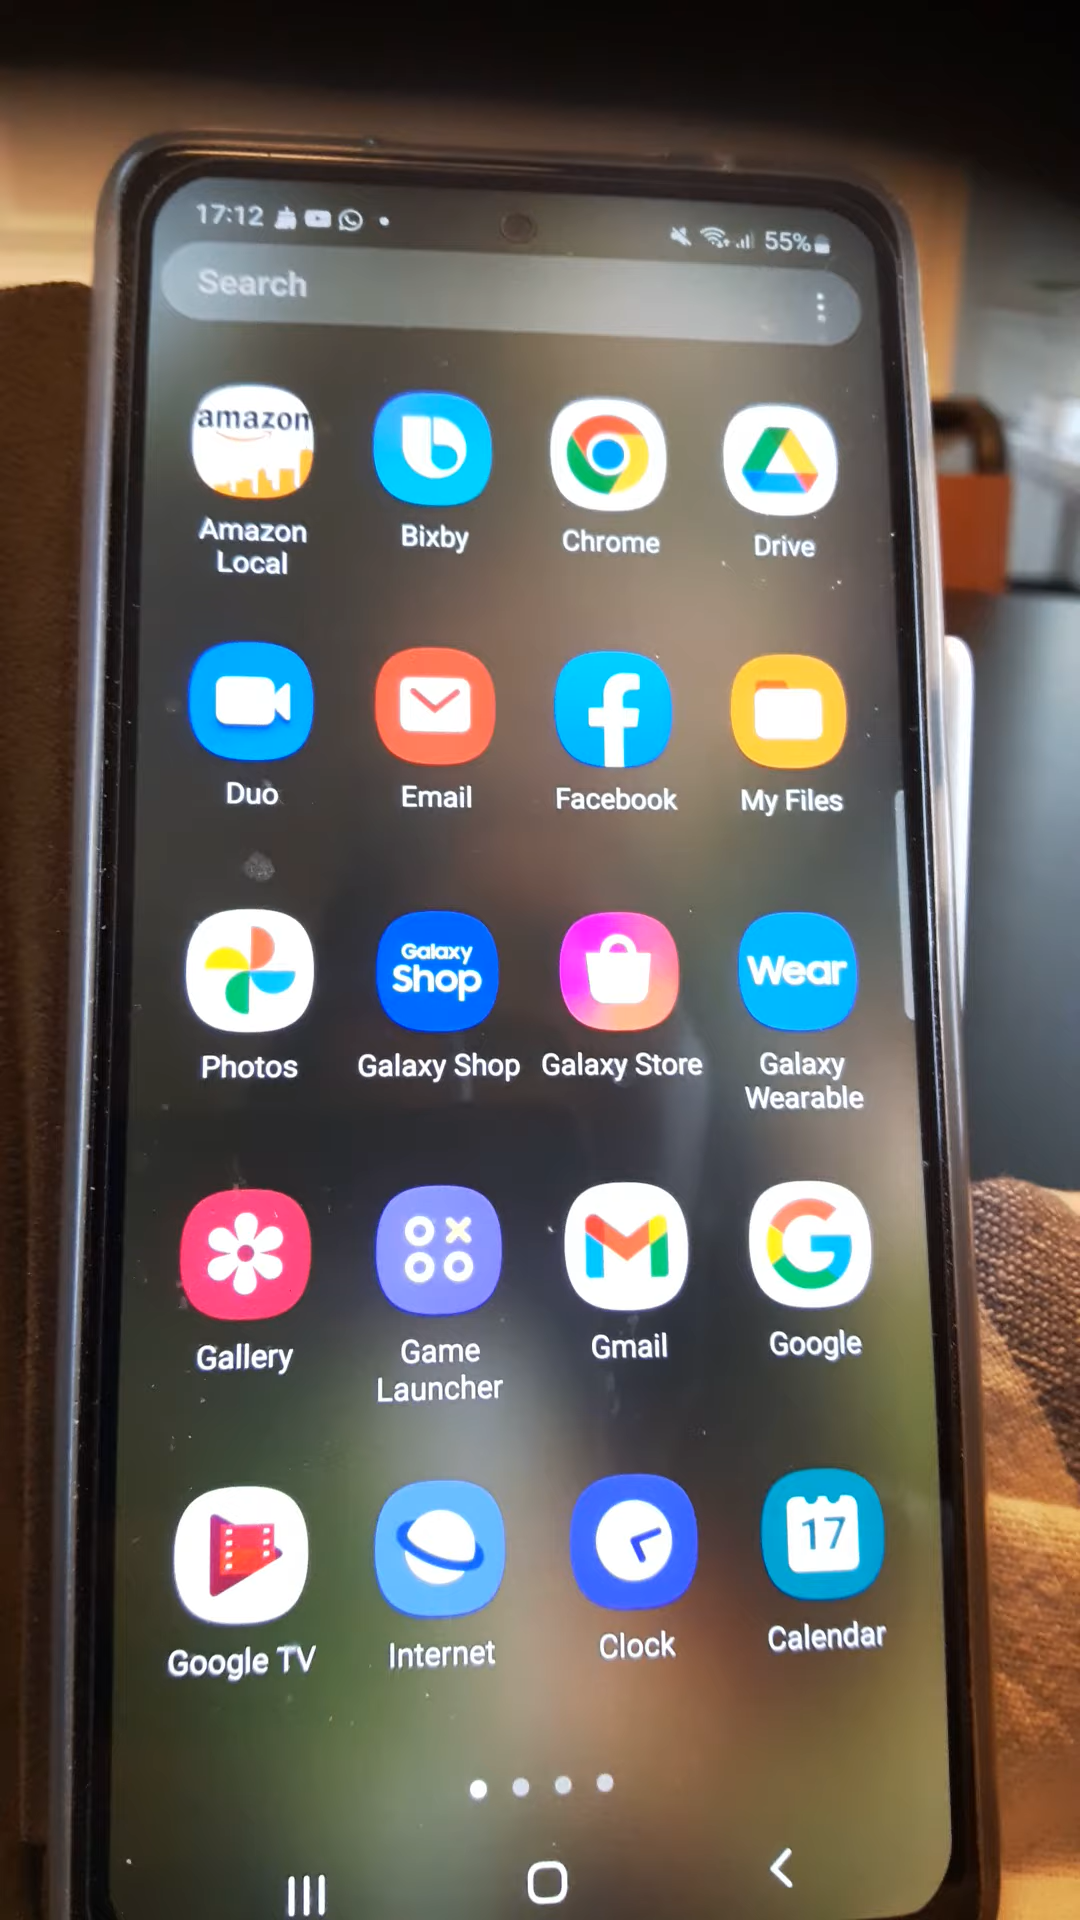 17:12
55%
Search
amazon
Amazon
Local
Bixby
Chrome
Drive
Duo
Email
Facebook
My Files
Galaxy
Shop
Wear
Photos
Galaxy Shop
Galaxy Store
Galaxy
Wearable
Gallery
Game
Launcher
Gmail
Google
17
Google TV
Internet
Clock
Calendar